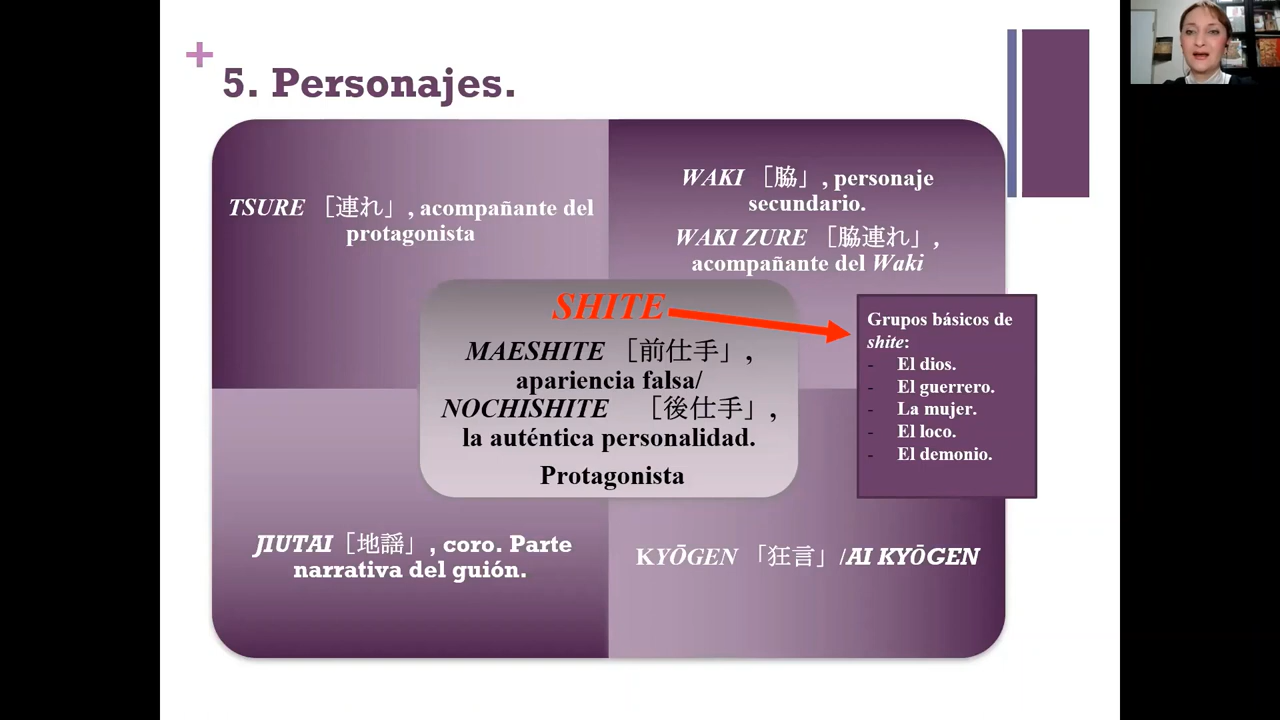 +
5. Personajes.
TSURE ［連れ」, acompañante del
protagonista
WAKI ［脇」, personaje
secundario.
WAKI ZURE ［脇連れ」,
acompañante del Waki
SHITE
MAESHITE ［前仕手」,
apariencia falsa/
NOCHISHITE ［後仕手」,
la auténtica personalidad.
Protagonista
Grupos básicos de
shite:
- El dios.
- El guerrero.
- La mujer.
- El loco.
- El demonio.
JIUTAI［地謡」, coro. Parte
narrativa del guión.
KYŌGEN 「狂言」/AI KYŌGEN